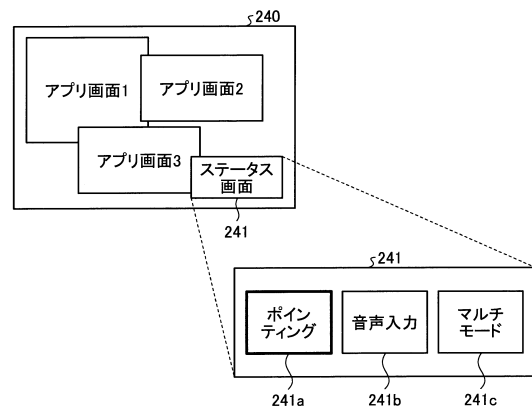 240
アプリ画面1
アプリ画面2
アプリ画面3
ステータス
画面
241
241
ポイン
ティング
音声入力
マルチ
モード
241a
241b
241c